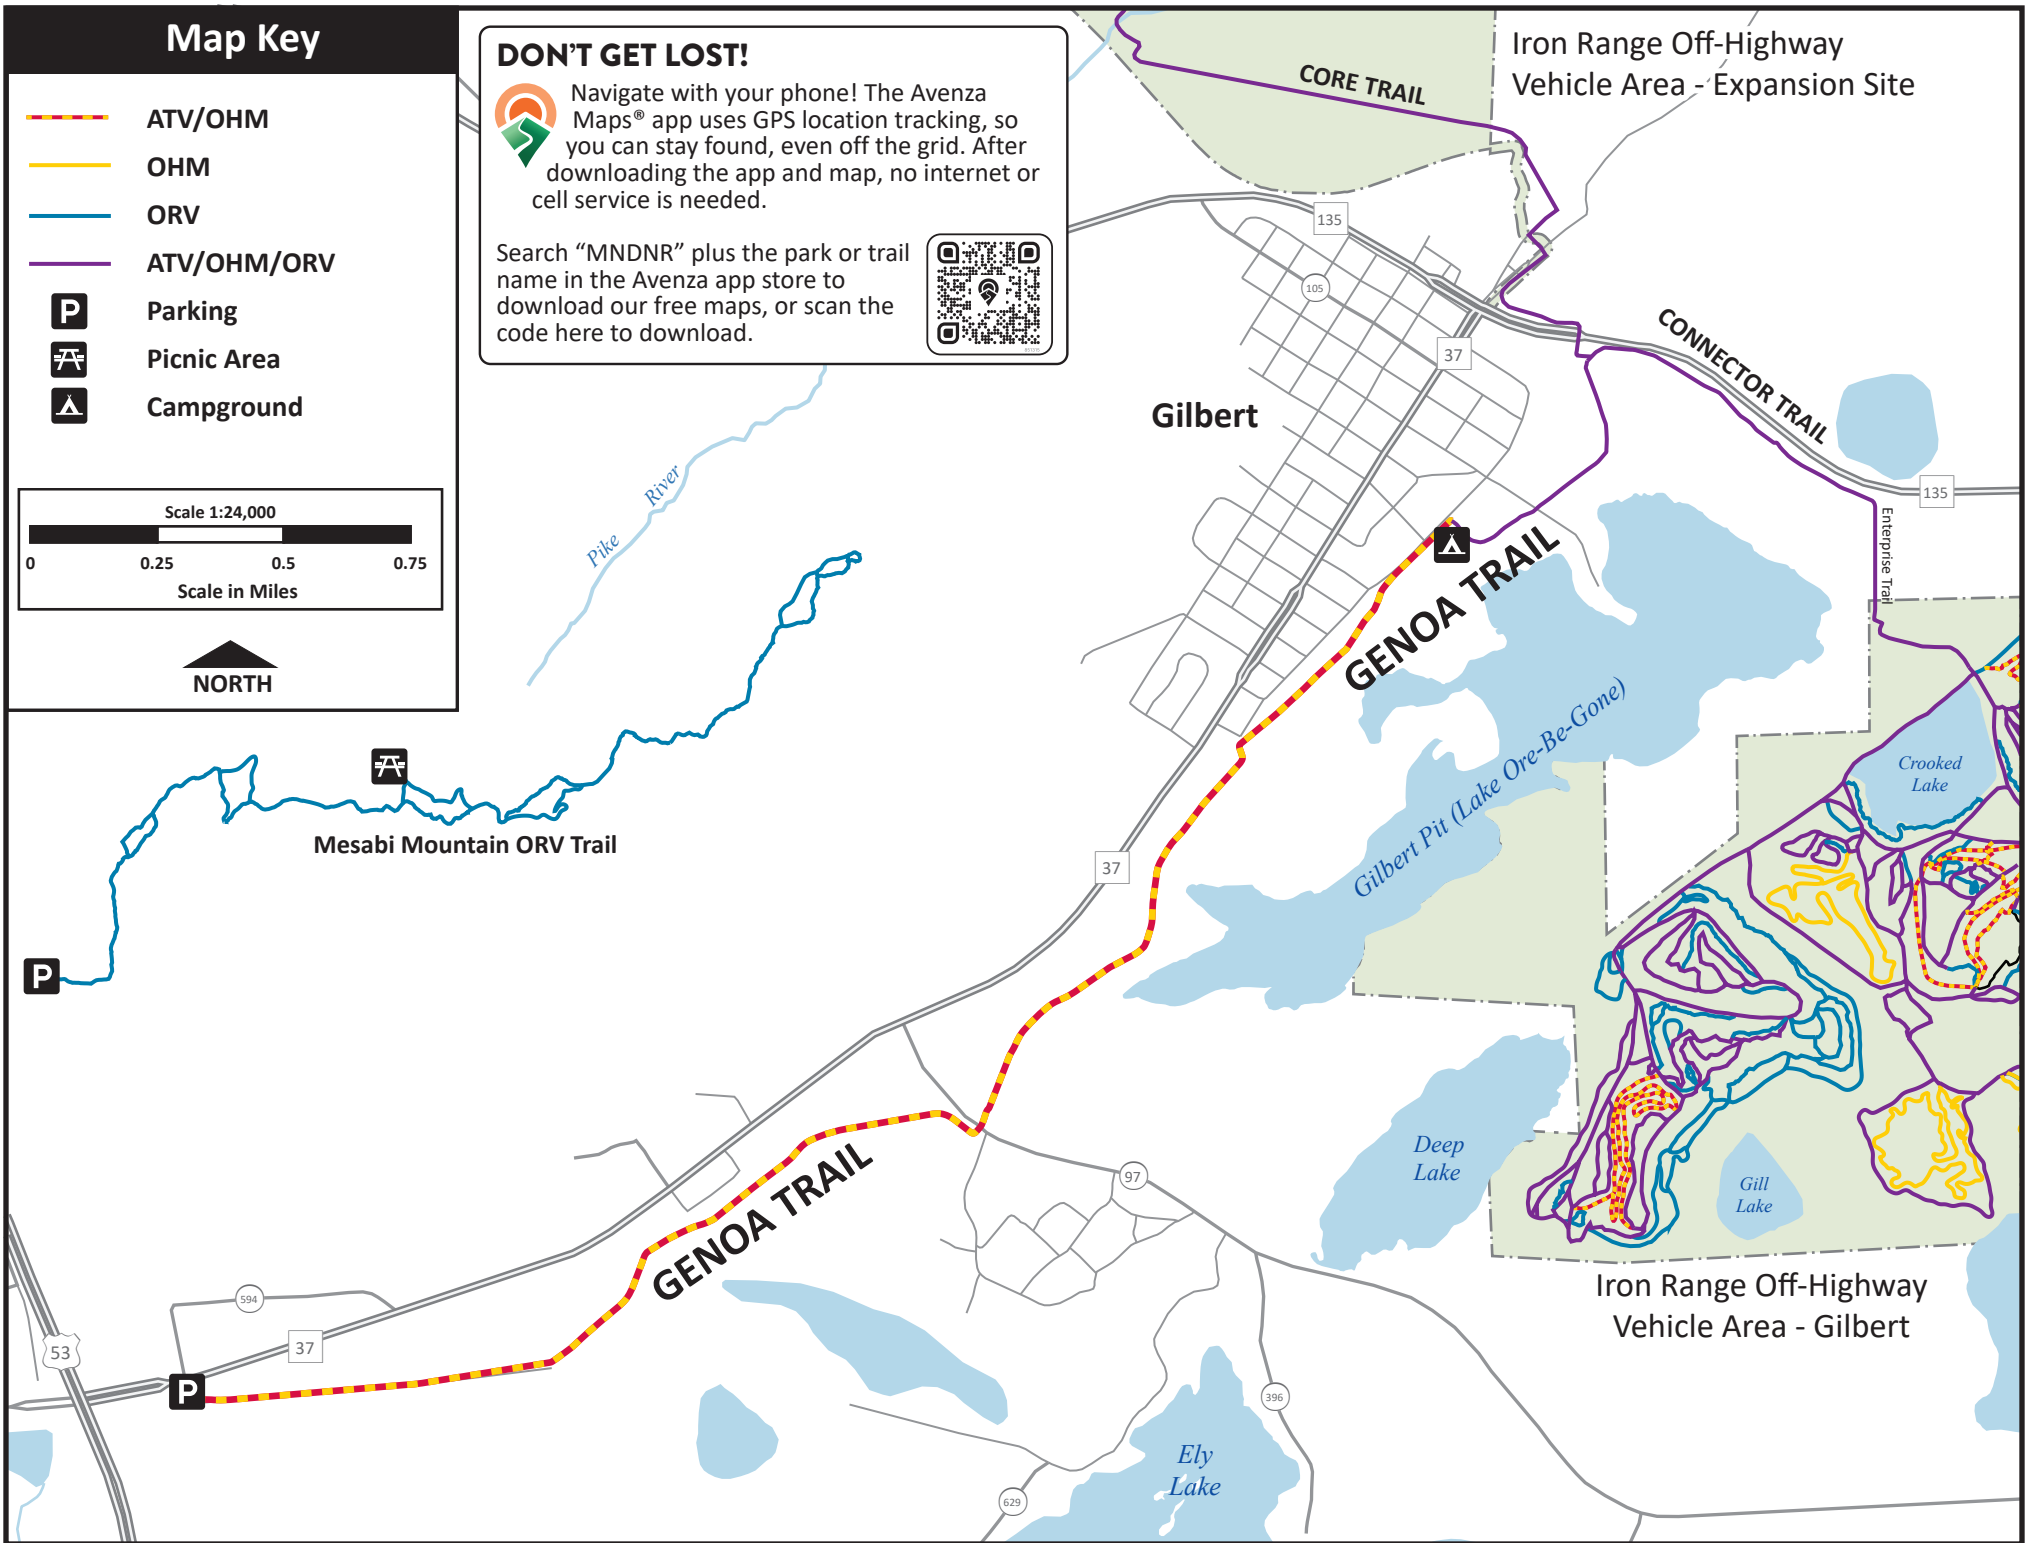 Map Key
ATV/OHM
OHM
ORV
ATV/OHM/ORV
P
Parking
Picnic Area
Campground
Scale 1:24,000
0
0.25
0.5
0.75
Scale in Miles
NORTH
DON'T GET LOST!
Navigate with your phone! The Avenza
Maps® app uses GPS location tracking, so
you can stay found, even off the grid. After
downloading the app and map, no internet or
cell service is needed.
Search “MNDNR” plus the park or trail
name in the Avenza app store to
download our free maps, or scan the
code here to download.
Iron Range Off-Highway
Vehicle Area - Expansion Site
CORE TRAIL
135
105
37
CONNECTOR TRAIL
Gilbert
135
Enterprise Trail
Pike
River
GENOA TRAIL
Gilbert Pit (Lake Ore-Be-Gone)
Crooked
Lake
Mesabi Mountain ORV Trail
37
P
Deep
Lake
Gill
Lake
97
GENOA TRAIL
Iron Range Off-Highway
Vehicle Area - Gilbert
594
53
37
P
396
Ely
Lake
629